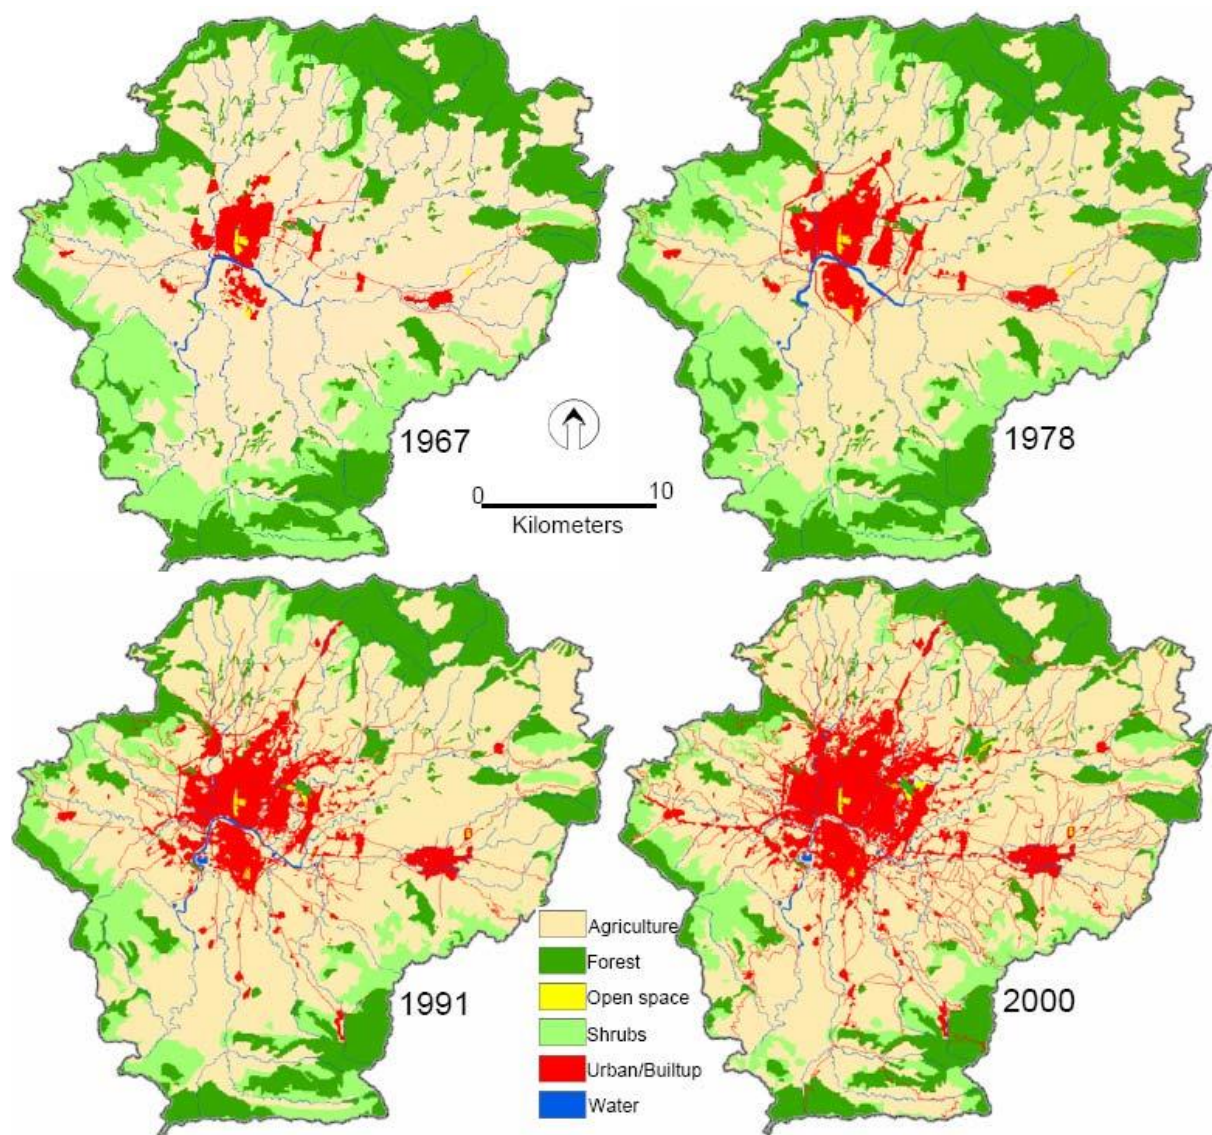 1967
1978
0 10
Kilometers
1991
2000
Agriculture
Forest
Open space
Shrubs
Urban/Builtup
Water